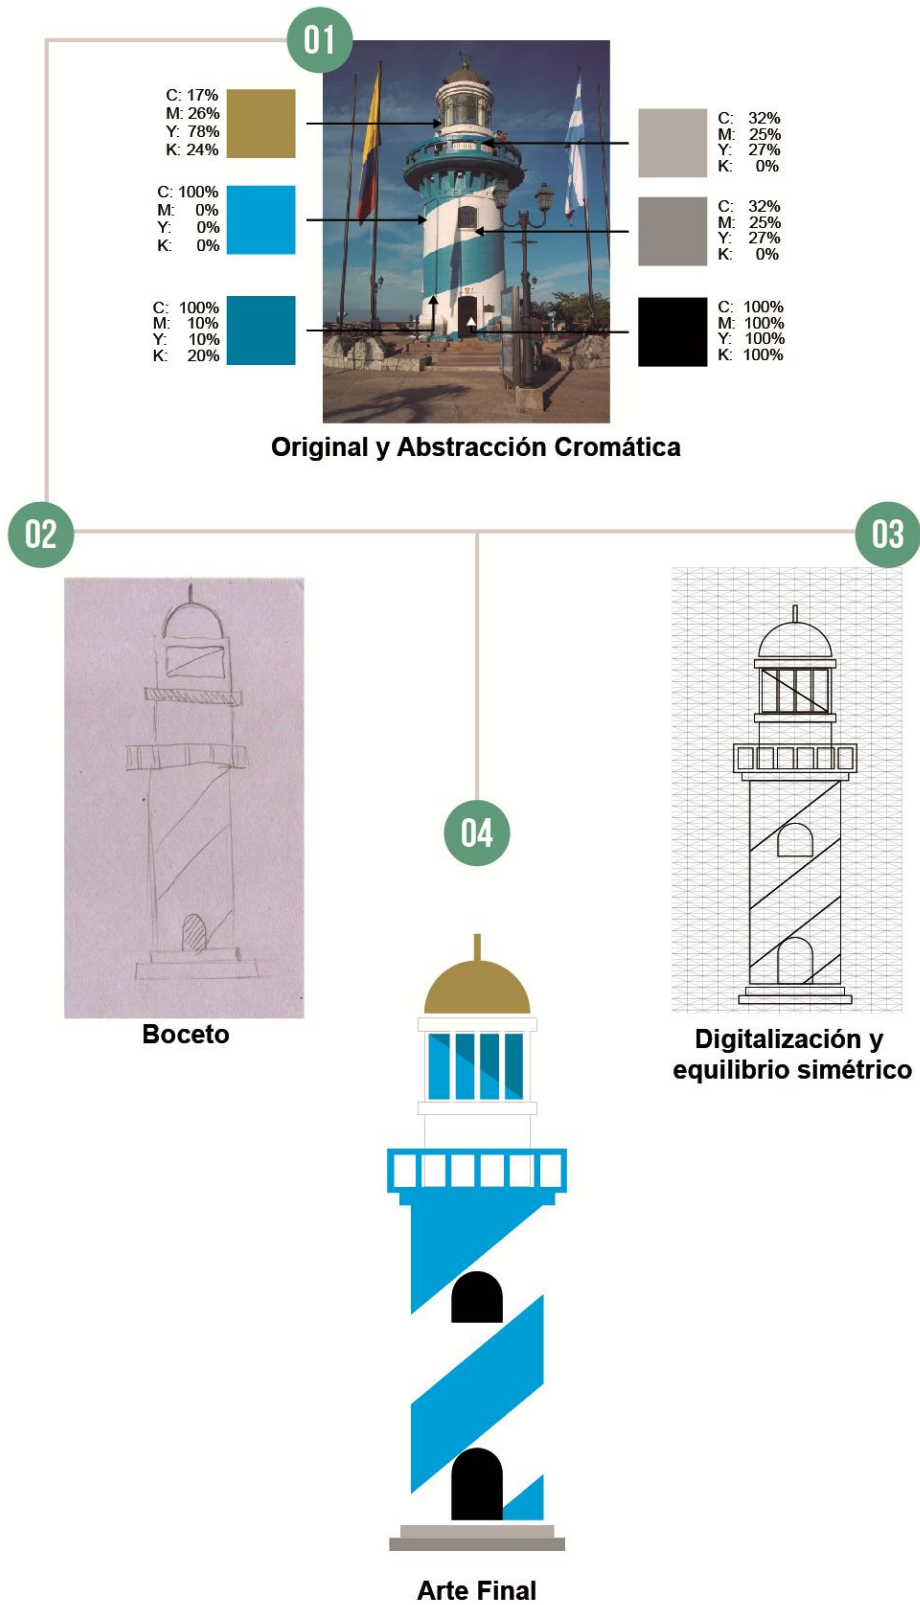 01
C: 17%
M: 26%
Y: 78%
K: 24%
C: 100%
M: 0%
Y: 0%
K: 0%
C: 100%
M: 10%
Y: 10%
K: 20%
C: 32%
M: 25%
Y: 27%
K: 0%
C: 32%
M: 25%
Y: 27%
K: 0%
C: 100%
M: 100%
Y: 100%
K: 100%
Original y Abstracción Cromática
02
03
Boceto
Digitalización y
equilibrio simétrico
04
Arte Final